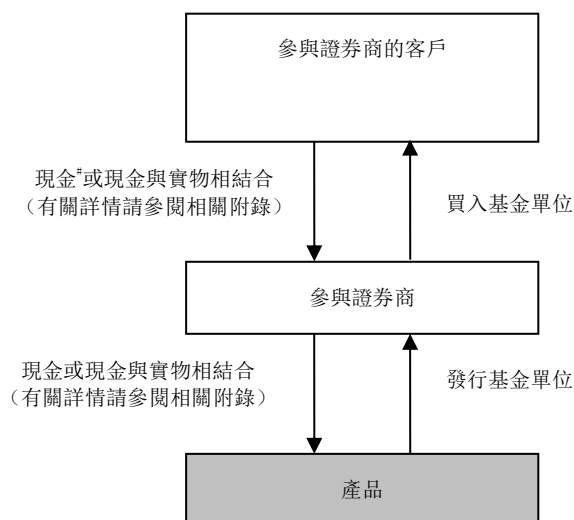 參與證券商的客戶
現金#或現金與實物相結合
（有關詳情請參閱相關附錄）
買入基金單位
參與證券商
現金或現金與實物相結合
（有關詳情請參閱相關附錄）
發行基金單位
產品